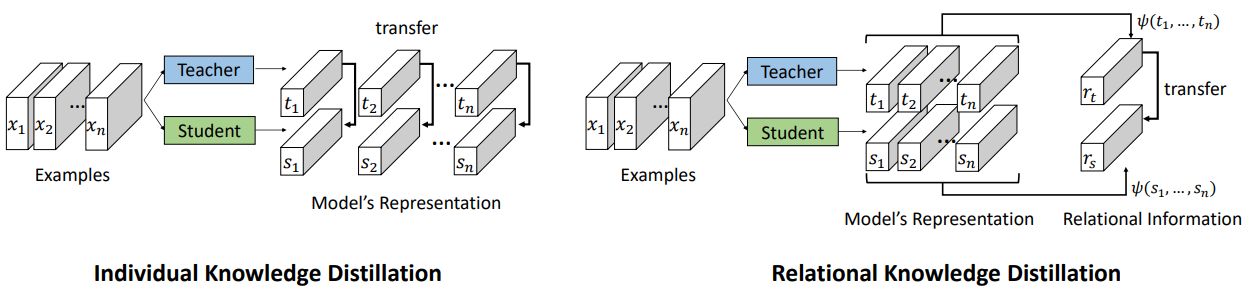 transfer
Teacher
Student
x₁ x₂ ... xₙ
t₁ t₂ ... tₙ
s₁ s₂ ... sₙ
Examples
Model's Representation
Individual Knowledge Distillation
ψ(t₁, ..., tₙ)
Teacher
Student
x₁ x₂ ... xₙ
t₁ t₂ ... tₙ
s₁ s₂ ... sₙ
rₜ
transfer
rₛ
Examples
ψ(s₁, ..., sₙ)
Model's Representation
Relational Information
Relational Knowledge Distillation